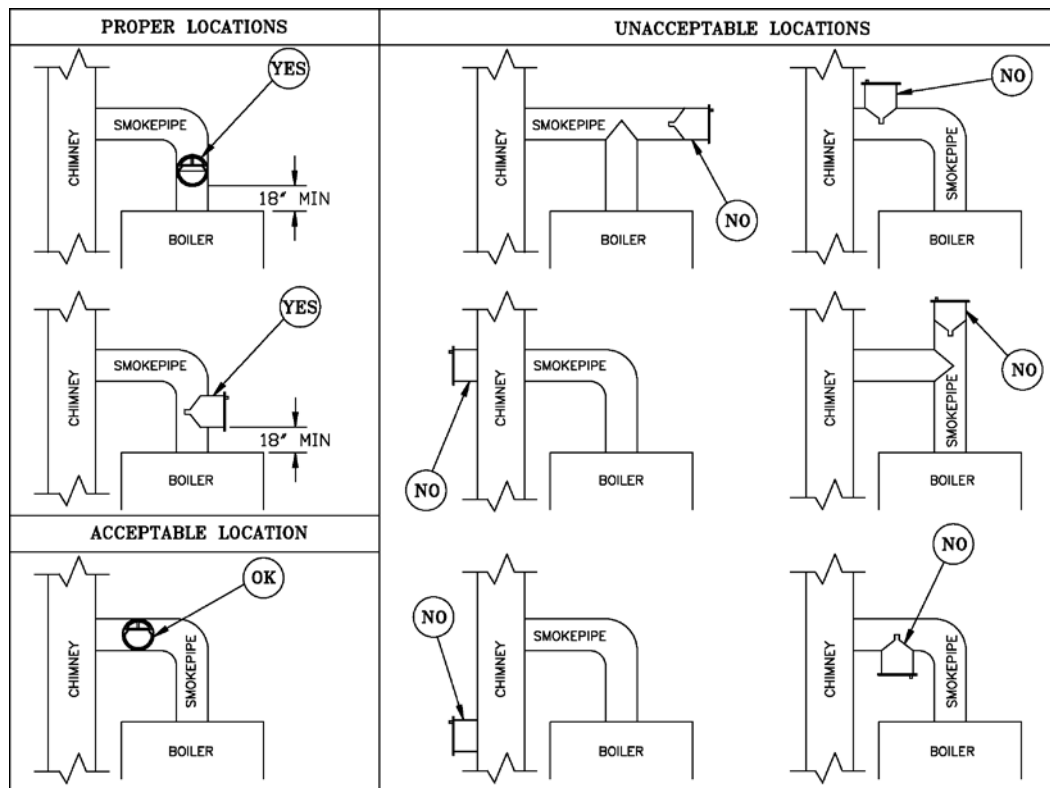 PROPER LOCATIONS
YES
CHIMNEY
SMOKEPIPE
18" MIN
BOILER
YES
CHIMNEY
SMOKEPIPE
18" MIN
BOILER
ACCEPTABLE LOCATION
OK
CHIMNEY
SMOKEPIPE
BOILER
UNACCEPTABLE LOCATIONS
CHIMNEY
SMOKEPIPE
NO
BOILER
NO
CHIMNEY
SMOKEPIPE
BOILER
CHIMNEY
SMOKEPIPE
NO
BOILER
NO
CHIMNEY
SMOKEPIPE
BOILER
NO
CHIMNEY
SMOKEPIPE
BOILER
NO
CHIMNEY
SMOKEPIPE
BOILER